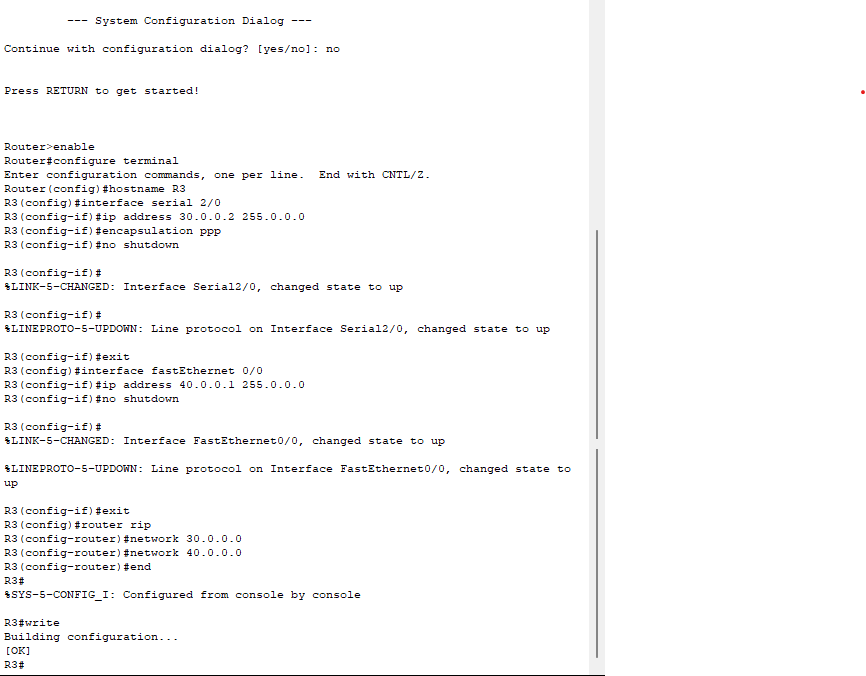 --- System Configuration Dialog ---
Continue with configuration dialog? [yes/no]: no
Press RETURN to get started!
Router>enable
Router#configure terminal
Enter configuration commands, one per line.  End with CNTL/Z.
Router(config)#hostname R3
R3(config)#interface serial 2/0
R3(config-if)#ip address 30.0.0.2 255.0.0.0
R3(config-if)#encapsulation ppp
R3(config-if)#no shutdown
R3(config-if)#
%LINK-5-CHANGED: Interface Serial2/0, changed state to up
R3(config-if)#
%LINEPROTO-5-UPDOWN: Line protocol on Interface Serial2/0, changed state to up
R3(config-if)#exit
R3(config)#interface fastEthernet 0/0
R3(config-if)#ip address 40.0.0.1 255.0.0.0
R3(config-if)#no shutdown
R3(config-if)#
%LINK-5-CHANGED: Interface FastEthernet0/0, changed state to up
%LINEPROTO-5-UPDOWN: Line protocol on Interface FastEthernet0/0, changed state to
up
R3(config-if)#exit
R3(config)#router rip
R3(config-router)#network 30.0.0.0
R3(config-router)#network 40.0.0.0
R3(config-router)#end
R3#
%SYS-5-CONFIG_I: Configured from console by console
R3#write
Building configuration...
[OK]
R3#